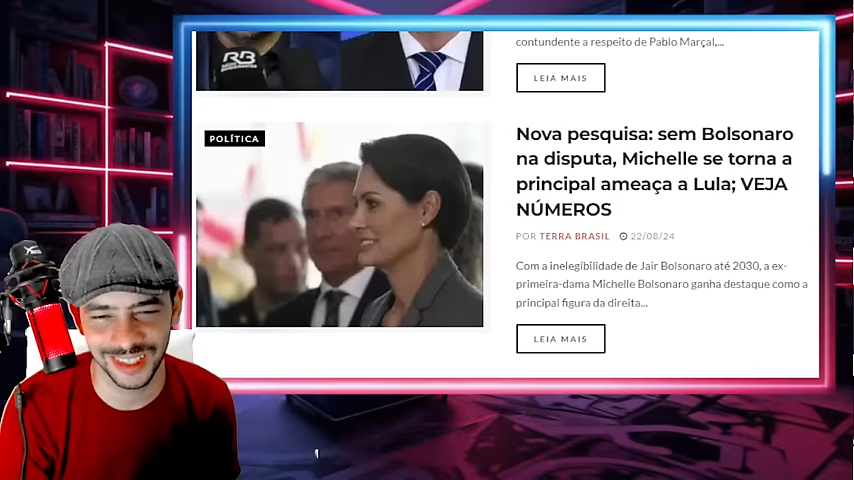 contundente a respeito de Pablo Marçal,...
LEIA MAIS
POLÍTICA
Nova pesquisa: sem Bolsonaro
na disputa, Michelle se torna a
principal ameaça a Lula; VEJA
NÚMEROS
POR TERRA BRASIL 22/08/24
Com a inelegibilidade de Jair Bolsonaro até 2030, a ex-
primeira-dama Michelle Bolsonaro ganha destaque como a
principal figura da direita...
LEIA MAIS